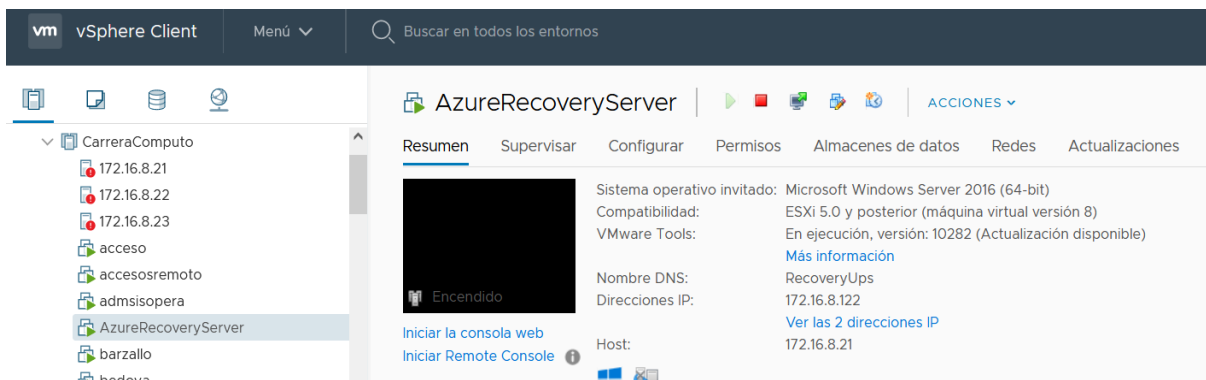 vm vSphere Client Menú Buscar en todos los entornos
CarreraComputo
172.16.8.21
172.16.8.22
172.16.8.23
acceso
accesosremoto
admsisopera
AzureRecoveryServer
barzallo
bedoya
AzureRecoveryServer ACCIONES
Resumen Supervisar Configurar Permisos Almacenes de datos Redes Actualizaciones
Encendido
Iniciar la consola web
Iniciar Remote Console
Sistema operativo invitado: Microsoft Windows Server 2016 (64-bit)
Compatibilidad: ESXi 5.0 y posterior (máquina virtual versión 8)
VMware Tools: En ejecución, versión: 10282 (Actualización disponible)
Más información
Nombre DNS: RecoveryUps
Direcciones IP: 172.16.8.122
Ver las 2 direcciones IP
Host: 172.16.8.21